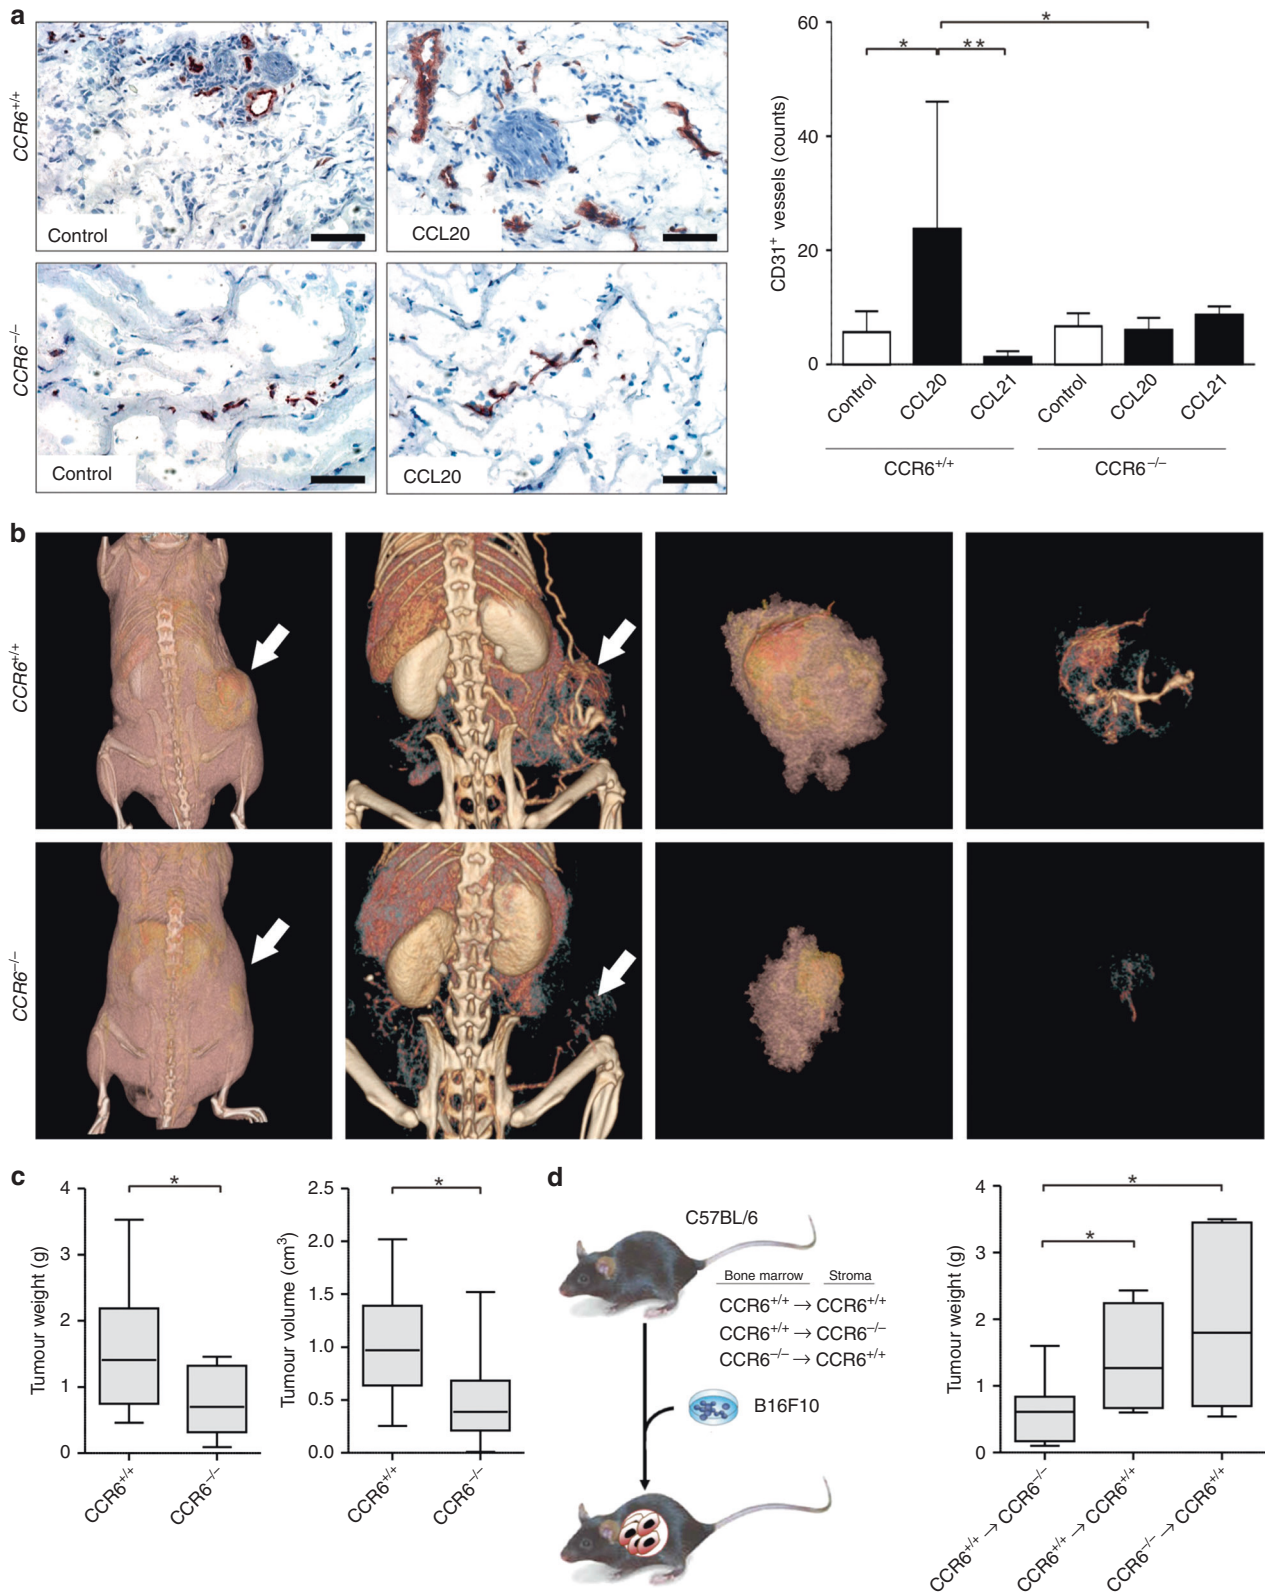 a
CCR6+/+
Control
CCL20
CCR6–/–
Control
CCL20
CD31+ vessels (counts)
60
40
20
0
*
**
*
Control
CCL20
CCL21
Control
CCL20
CCL21
CCR6+/+
CCR6–/–
b
CCR6+/+
CCR6–/–
c
Tumour weight (g)
4
3
2
1
0
*
CCR6+/+
CCR6–/–
Tumour volume (cm3)
2.5
2.0
1.5
1.0
0.5
0.0
*
CCR6+/+
CCR6–/–
d
C57BL/6
Bone marrow Stroma
CCR6+/+ → CCR6+/+
CCR6+/+ → CCR6–/–
CCR6–/– → CCR6+/+
B16F10
Tumour weight (g)
4
3
2
1
0
*
*
CCR6+/+ → CCR6–/–
CCR6+/+ → CCR6+/+
CCR6–/– → CCR6+/+